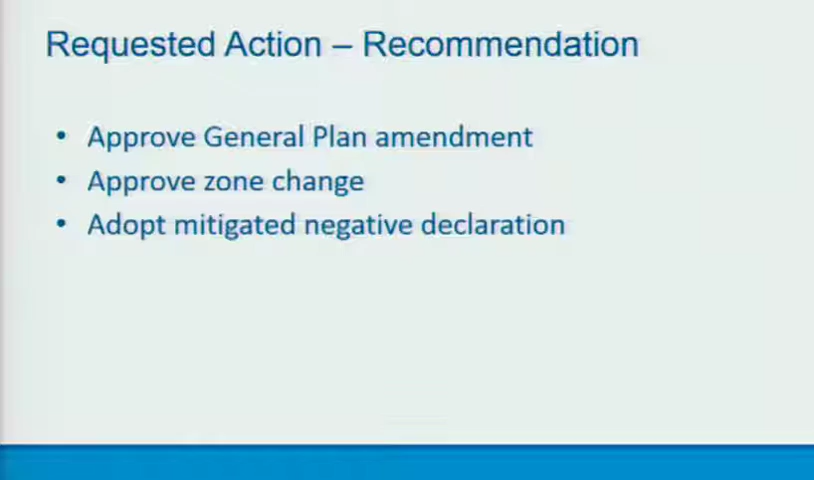 Requested Action – Recommendation
• Approve General Plan amendment
• Approve zone change
• Adopt mitigated negative declaration